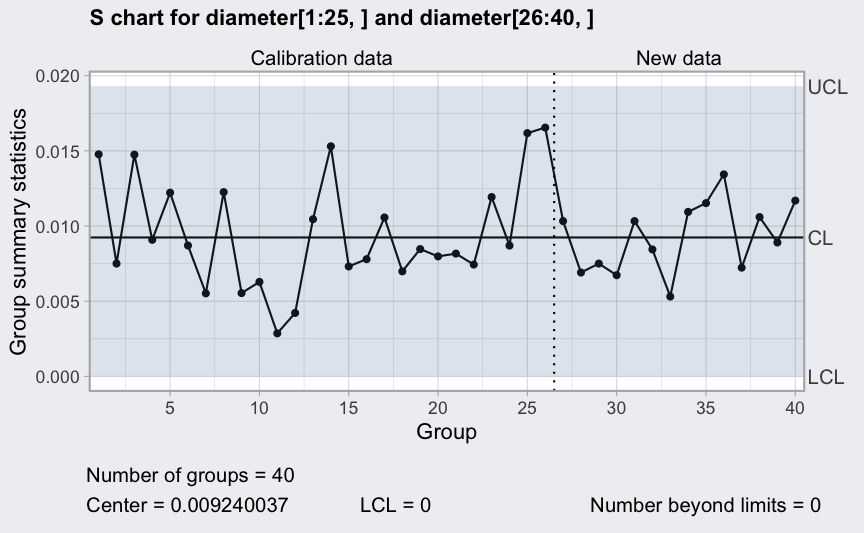 S chart for diameter[1:25, ] and diameter[26:40, ]
Calibration data New data
Group summary statistics
0.020
0.015
0.010
0.005
0.000
UCL
CL
LCL
5 10 15 20 25 30 35 40
Group
Number of groups = 40
Center = 0.009240037 LCL = 0 Number beyond limits = 0